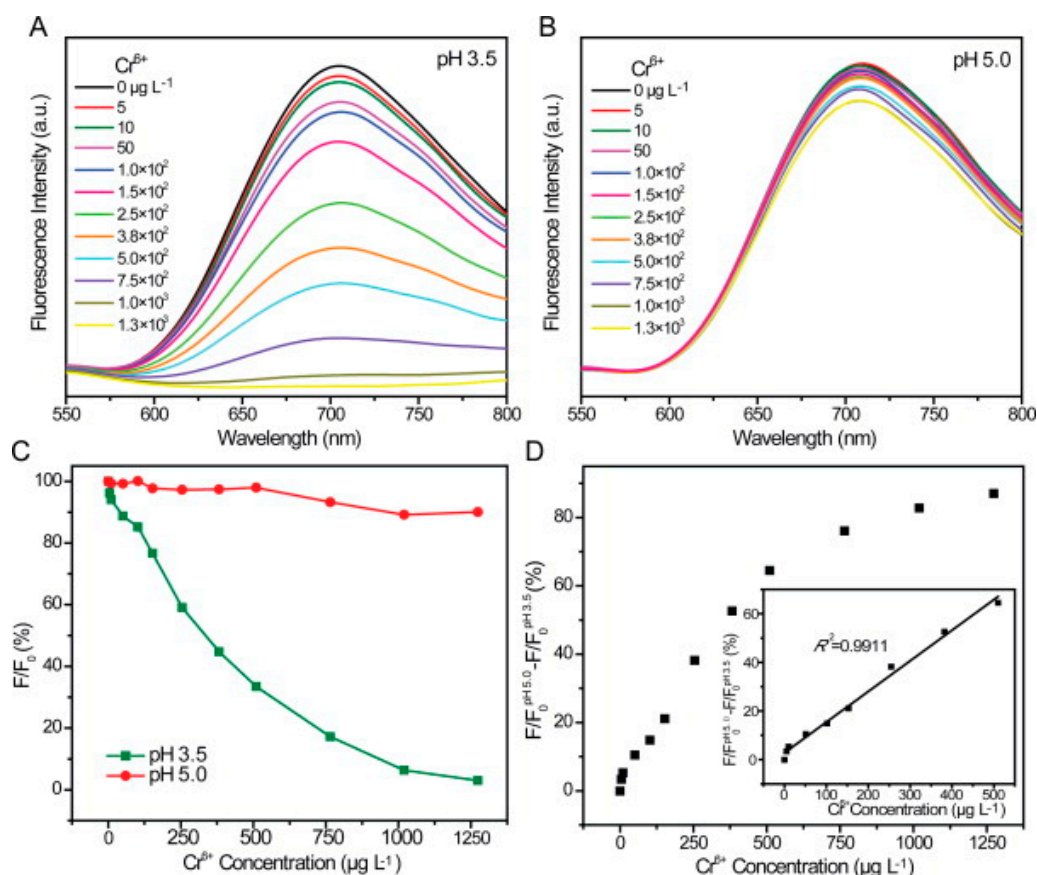 A
pH 3.5
Crᵝ⁺
0 µg L⁻¹
5
10
50
1.0×10²
1.5×10²
2.5×10²
3.8×10²
5.0×10²
7.5×10²
1.0×10³
1.3×10³
Fluorescence Intensity (a.u.)
550 600 650 700 750 800
Wavelength (nm)
B
pH 5.0
Crᵝ⁺
0 µg L⁻¹
5
10
50
1.0×10²
1.5×10²
2.5×10²
3.8×10²
5.0×10²
7.5×10²
1.0×10³
1.3×10³
Fluorescence Intensity (a.u.)
550 600 650 700 750 800
Wavelength (nm)
C
F/F₀ (%)
100
80
60
40
20
0
pH 3.5
pH 5.0
0 250 500 750 1000 1250
Crᵝ⁺ Concentration (µg L⁻¹)
D
F/F₀ᵖᴴ ⁵·⁰-F/F₀ᵖᴴ ³·⁵ (%)
80
60
40
20
0
0 250 500 750 1000 1250
Crᵝ⁺ Concentration (µg L⁻¹)
F/F₀ᵖᴴ ⁵·⁰-F/F₀ᵖᴴ ³·⁵ (%)
60
40
20
0
R²=0.9911
0 100 200 300 400 500
Crᵝ⁺ Concentration (µg L⁻¹)